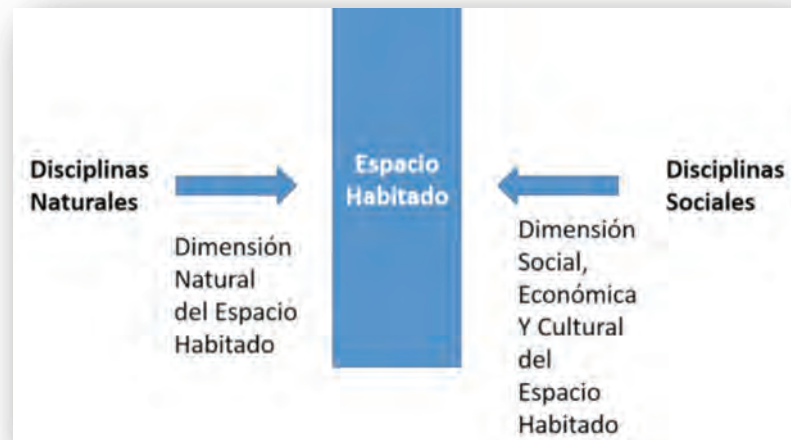 Disciplinas
Naturales
Dimensión
Natural
del Espacio
Habitado
Espacio
Habitado
Disciplinas
Sociales
Dimensión
Social,
Económica
Y Cultural
del
Espacio
Habitado